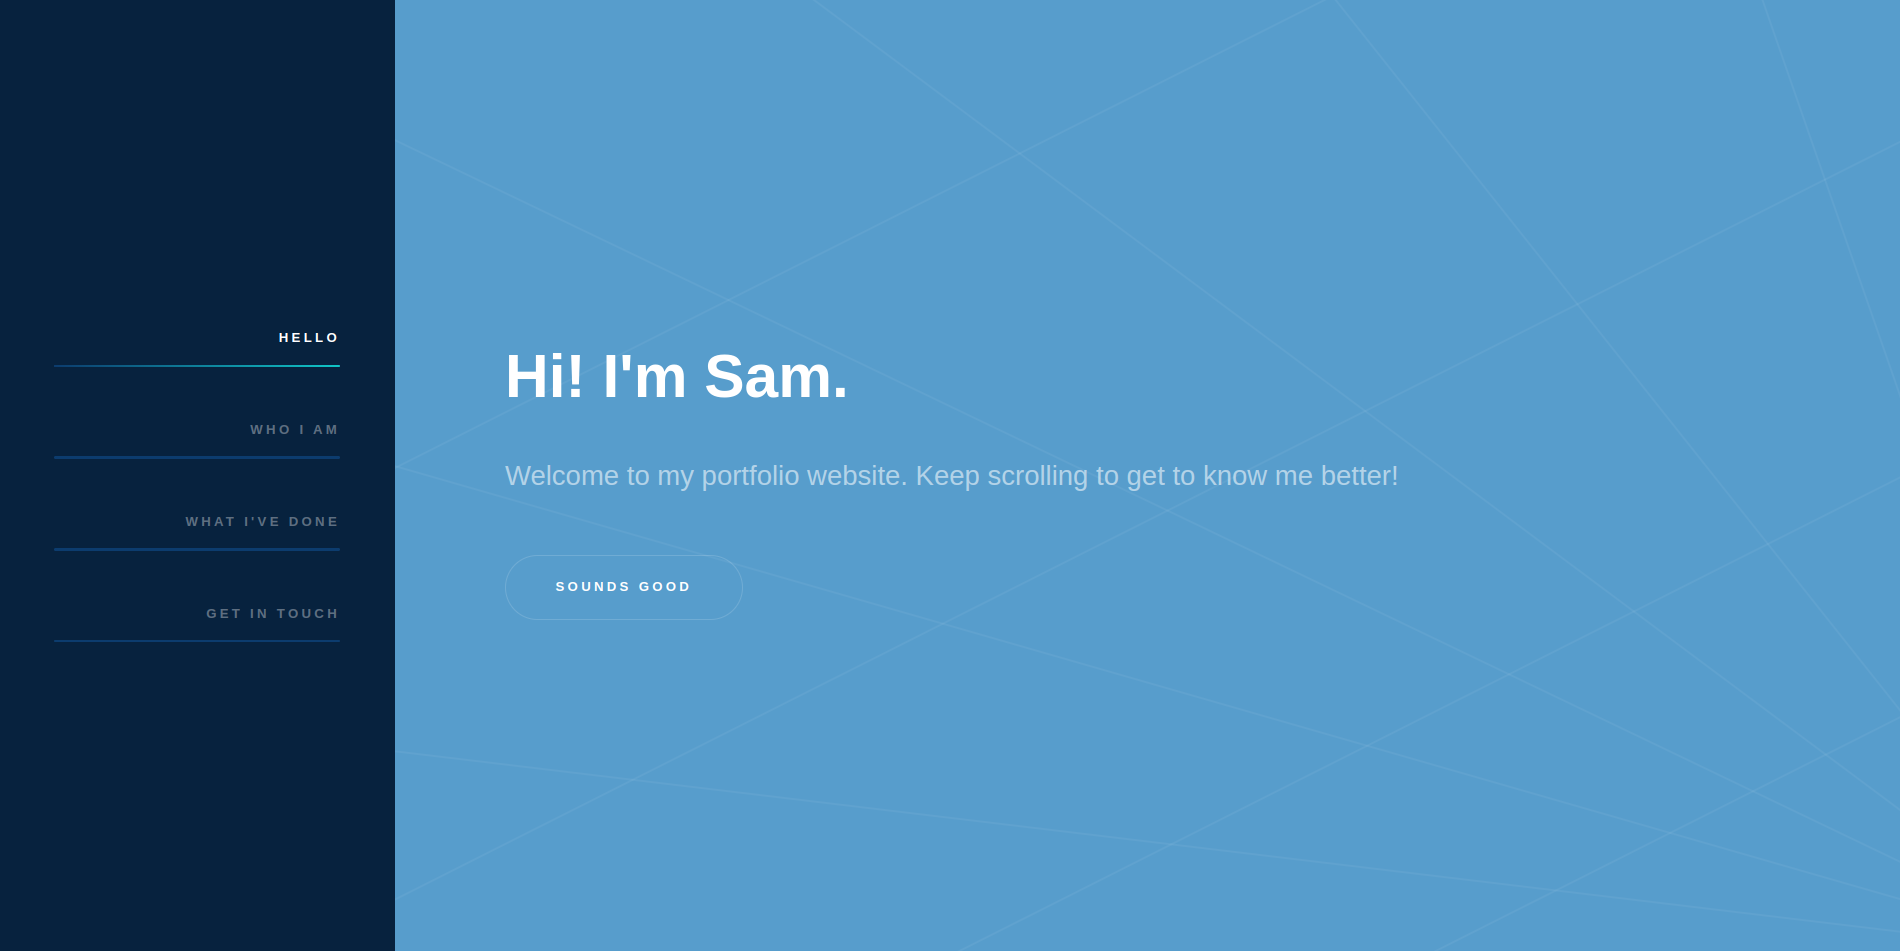 HELLO
WHO I AM
WHAT I'VE DONE
GET IN TOUCH
Hi! I'm Sam.
Welcome to my portfolio website. Keep scrolling to get to know me better!
SOUNDS GOOD